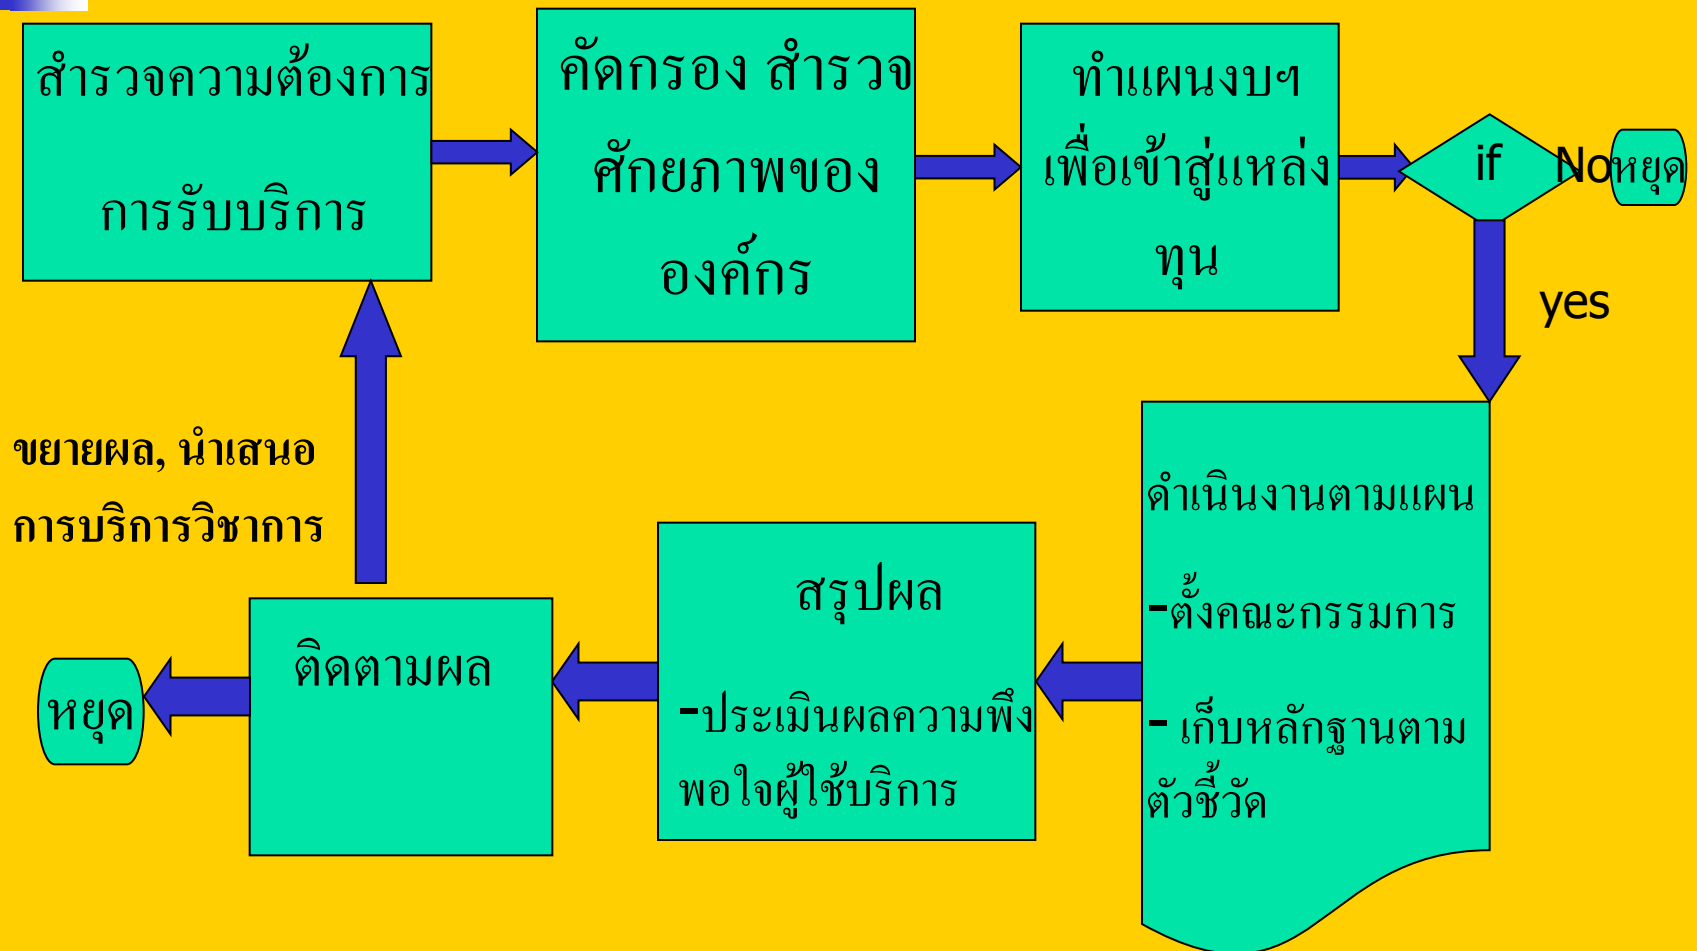 สำรวจความต้องการ
การรับบริการ
คัดกรอง สำรวจ
ศักยภาพของ
องค์กร
ทำแผนงบฯ
เพื่อเข้าสู่แหล่ง
ทุน
if
No
หยุด
yes
ดำเนินงานตามแผน
-ตั้งคณะกรรมการ
- เก็บหลักฐานตาม
ตัวชี้วัด
สรุปผล
-ประเมินผลความพึง
พอใจผู้ใช้บริการ
ติดตามผล
หยุด
ขยายผล, นำเสนอ
การบริการวิชาการ